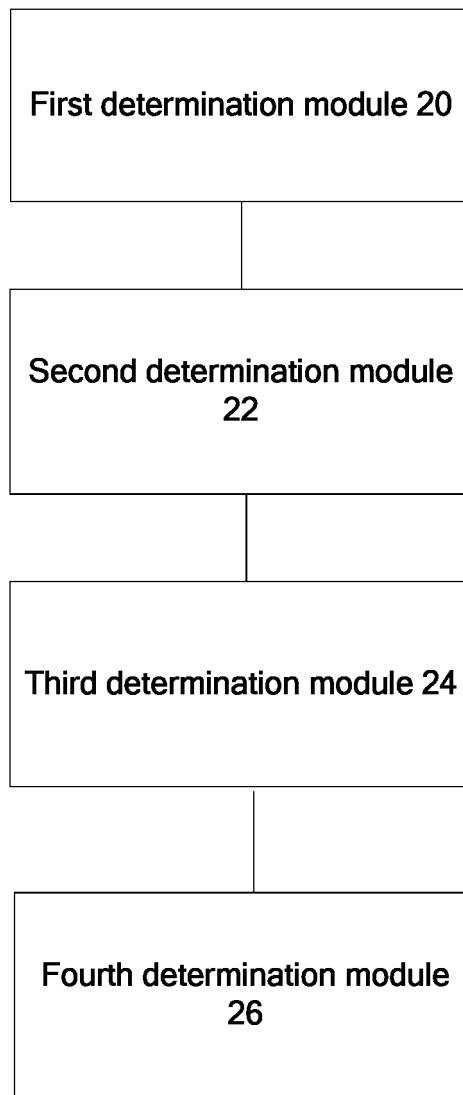 First determination module 20
Second determination module
22
Third determination module 24
Fourth determination module
26